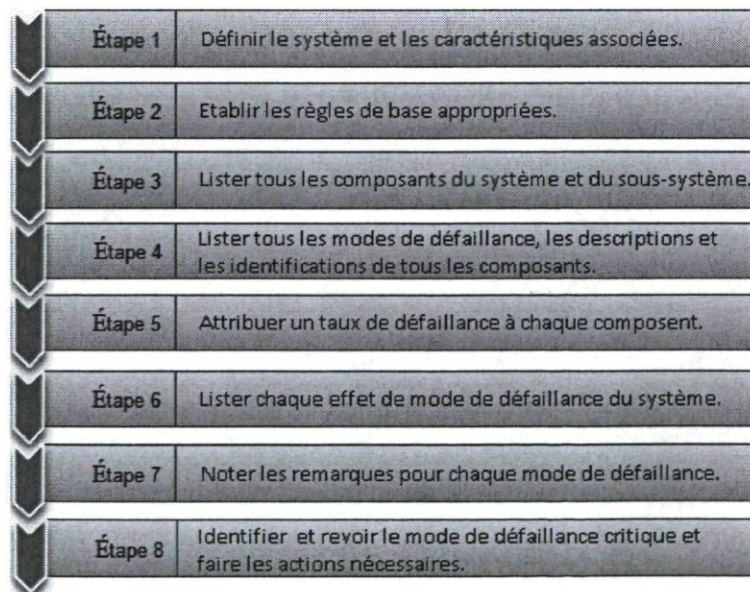 Étape 1 Définir le système et les caractéristiques associées.
Étape 2 Etablir les règles de base appropriées.
Étape 3 Lister tous les composants du système et du sous-système.
Étape 4 Lister tous les modes de défaillance, les descriptions et
les identifications de tous les composants.
Étape 5 Attribuer un taux de défaillance à chaque composent.
Étape 6 Lister chaque effet de mode de défaillance du système.
Étape 7 Noter les remarques pour chaque mode de défaillance.
Étape 8 Identifier et revoir le mode de défaillance critique et
faire les actions nécessaires.